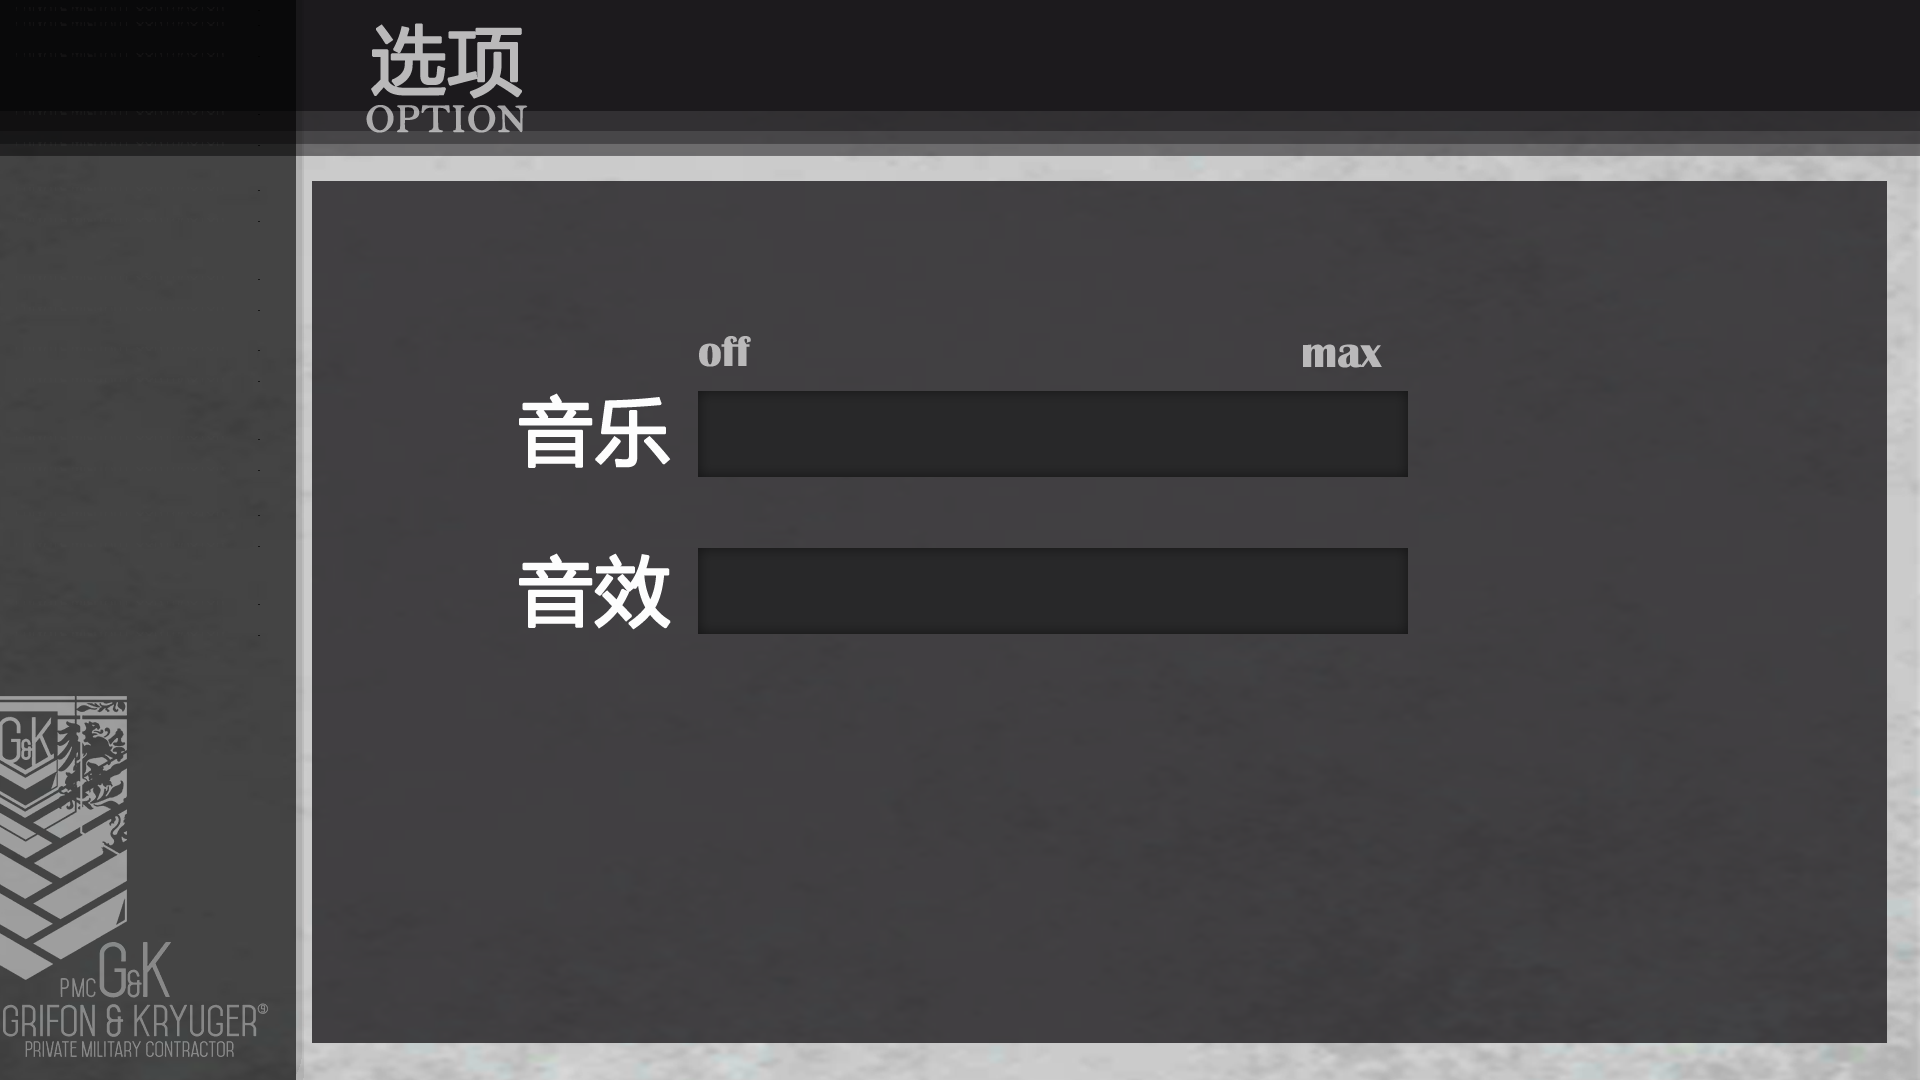 选项
OPTION
off max
音乐
音效
G&K
PMC G&K
GRIFON & KRYUGER
PRIVATE MILITARY CONTRACTOR